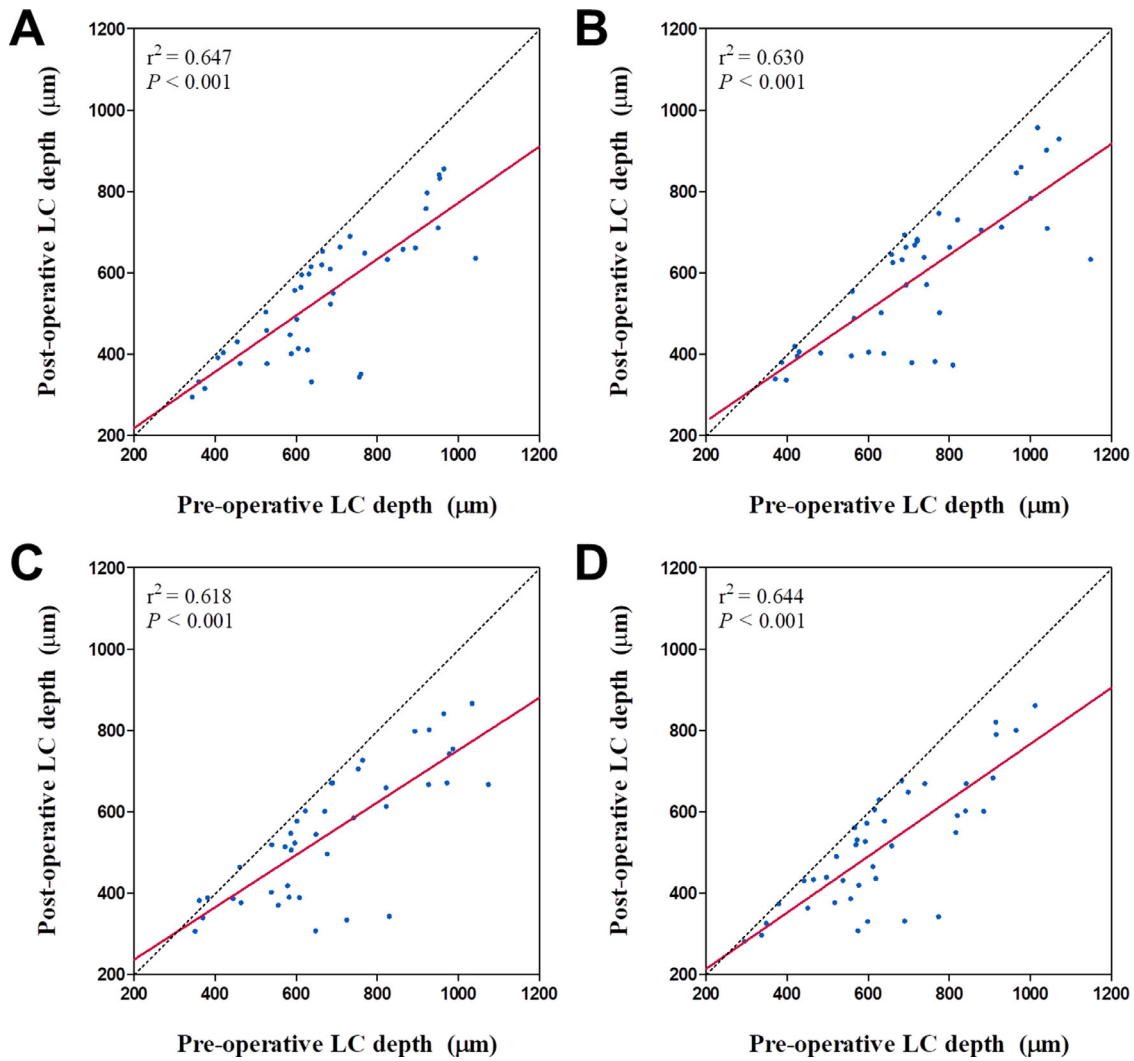 A
r² = 0.647
P < 0.001
Post-operative LC depth (μm)
1200
1000
800
600
400
200
200 400 600 800 1000 1200
Pre-operative LC depth (μm)
B
r² = 0.630
P < 0.001
Post-operative LC depth (μm)
1200
1000
800
600
400
200
200 400 600 800 1000 1200
Pre-operative LC depth (μm)
C
r² = 0.618
P < 0.001
Post-operative LC depth (μm)
1200
1000
800
600
400
200
200 400 600 800 1000 1200
Pre-operative LC depth (μm)
D
r² = 0.644
P < 0.001
Post-operative LC depth (μm)
1200
1000
800
600
400
200
200 400 600 800 1000 1200
Pre-operative LC depth (μm)